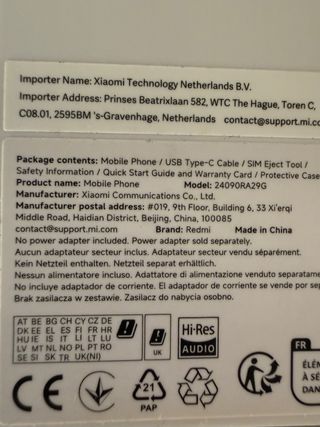 Importer Name: Xiaomi Technology Netherlands B.V.
Importer Address: Prinses Beatrixlaan 582, WTC The Hague, Toren C,
C08.01, 2595BM 's-Gravenhage, Netherlands contact@support.mi.co
Package contents: Mobile Phone / USB Type-C Cable / SIM Eject Tool /
Safety Information / Quick Start Guide and Warranty Card / Protective Case
Product name: Mobile Phone Model: 24090RA29G
Manufacturer: Xiaomi Communications Co., Ltd.
Manufacturer postal address: #019, 9th Floor, Building 6, 33 Xi'erqi
Middle Road, Haidian District, Beijing, China, 100085
contact@support.mi.com Brand: Redmi Made in China
No power adapter included. Power adapter sold separately.
Aucun adaptateur secteur inclus. Adaptateur secteur vendu séparément.
Kein Netzteil enthalten. Netzteil separat erhältlich.
Nessun alimentatore incluso. Adattatore di alimentazione venduto separatame
No incluye adaptador de corriente. El adaptador de corriente se vende por se
Brak zasilacza w zestawie. Zasilacz do nabycia osobno.
AT BE BG CH CY CZ DE
DK EE EL ES FI FR HR
HU IE IS IT LI LT LU
LV MT NL NO PL PT RO
SE SI SK TR UK(NI)
UK
Hi-Res
AUDIO
CE
21
PAP
FR
ÉLÉM
À SÉ
DANS